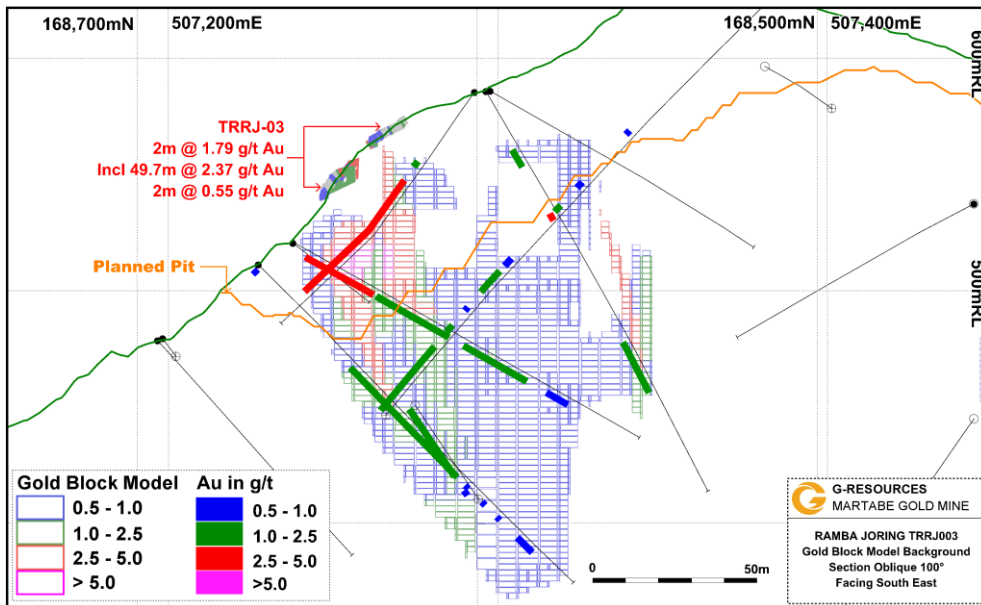 168,700mN 507,200mE
168,500mN 507,400mE
600mRL
TRRJ-03
2m @ 1.79 g/t Au
Incl 49.7m @ 2.37 g/t Au
2m @ 0.55 g/t Au
Planned Pit
500mRL
Gold Block Model
0.5 - 1.0
1.0 - 2.5
2.5 - 5.0
> 5.0
Au in g/t
0.5 - 1.0
1.0 - 2.5
2.5 - 5.0
>5.0
0
50m
G-RESOURCES
MARTABE GOLD MINE
RAMBA JORING TRRJ003
Gold Block Model Background
Section Oblique 100°
Facing South East